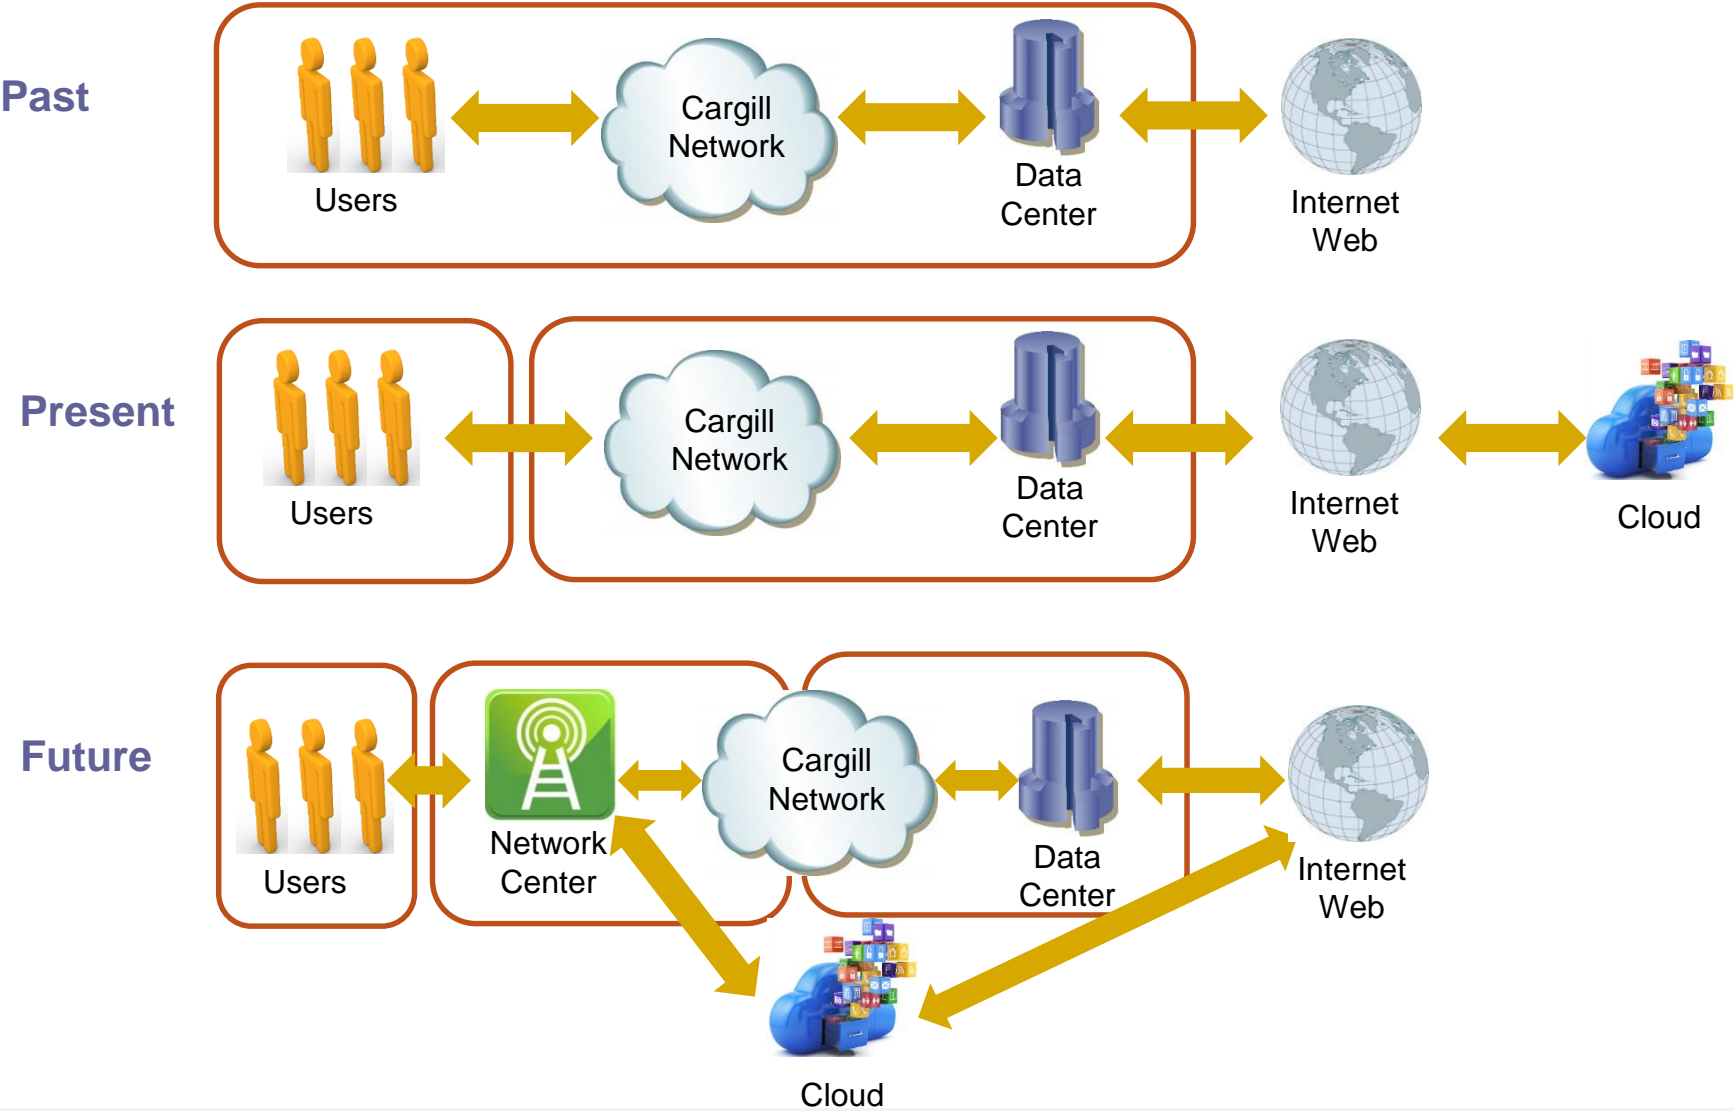 Past
Users
Cargill
Network
Data
Center
Internet
Web
Present
Users
Cargill
Network
Data
Center
Internet
Web
Cloud
Future
Users
Network
Center
Cargill
Network
Data
Center
Internet
Web
Cloud